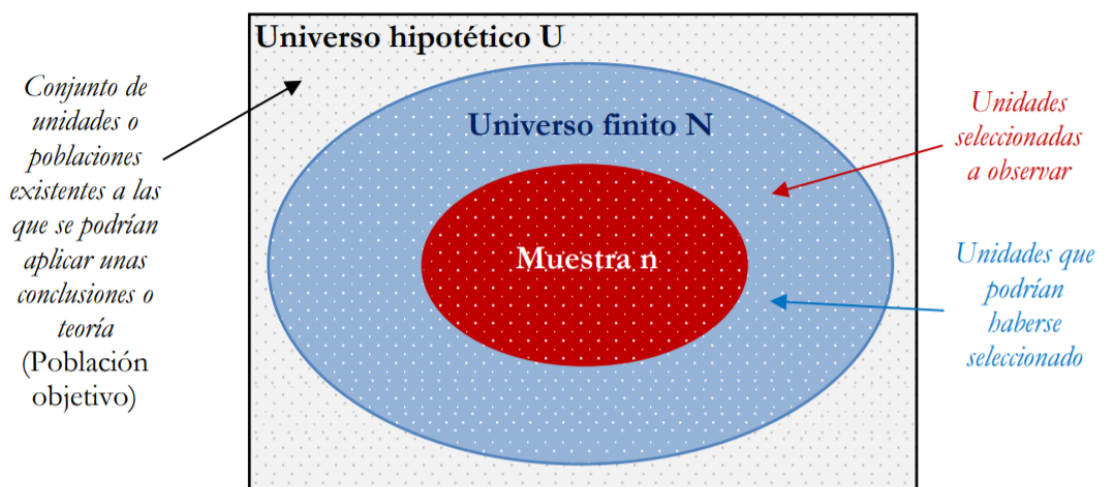 Universo hipotético U
Conjunto de
unidades o
poblaciones
existentes a las
que se podrían
aplicar unas
conclusiones o
teoría
(Población
objetivo)
Universo finito N
Muestra n
Unidades
seleccionadas
a observar
Unidades que
podrían
haberse
seleccionado